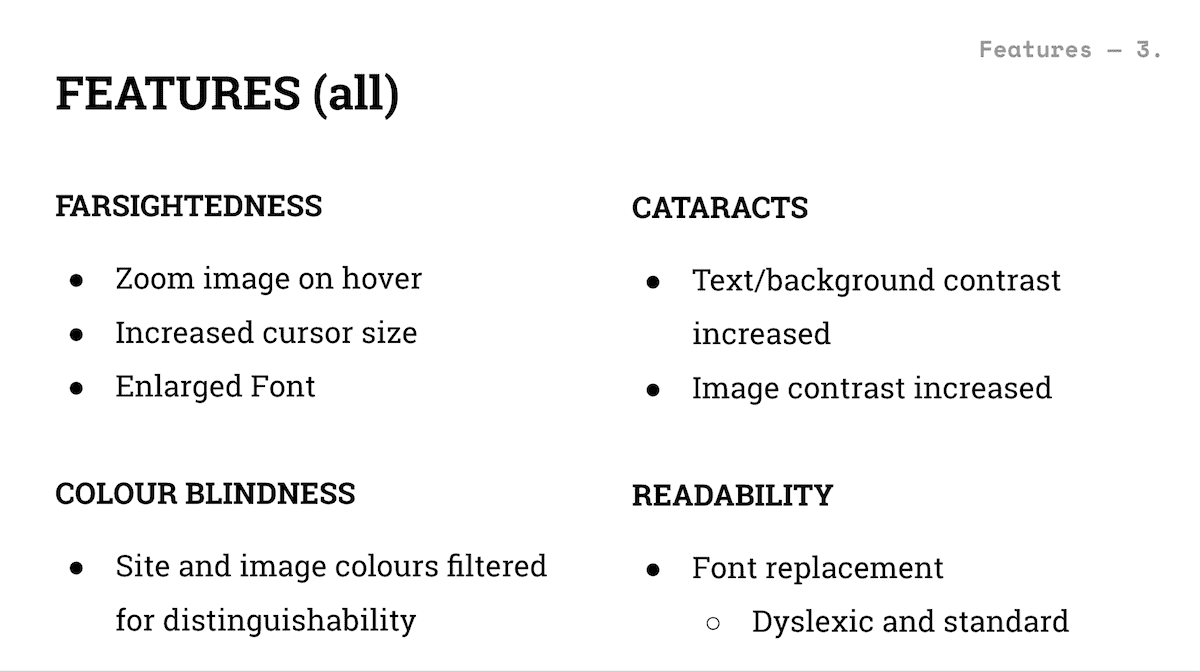 Features — 3.
FEATURES (all)
FARSIGHTEDNESS
● Zoom image on hover
● Increased cursor size
● Enlarged Font
CATARACTS
● Text/background contrast
increased
● Image contrast increased
COLOUR BLINDNESS
● Site and image colours filtered
for distinguishability
READABILITY
● Font replacement
○ Dyslexic and standard